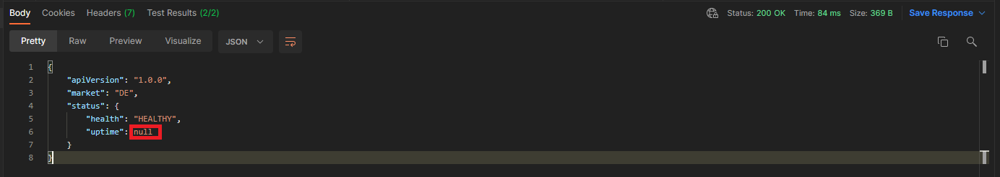 Body Cookies Headers (7) Test Results (2/2) Status: 200 OK Time: 84 ms Size: 369 B Save Response
Pretty Raw Preview Visualize JSON
1 {
2 "apiVersion": "1.0.0",
3 "market": "DE",
4 "status": {
5 "health": "HEALTHY",
6 "uptime": null
7 }
8 }